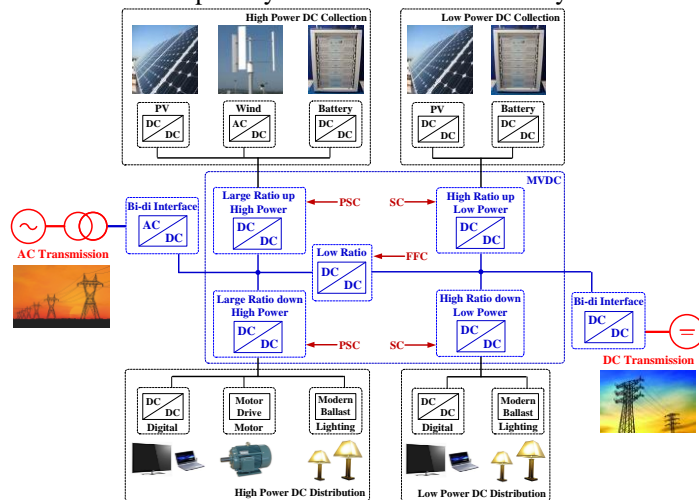 High Power DC Collection
Low Power DC Collection
PV
DC
DC
Wind
AC
DC
Battery
DC
DC
PV
DC
DC
Battery
DC
DC
MVDC
Bi-di Interface
AC
DC
AC Transmission
Large Ratio up
High Power
DC
DC
PSC
SC
High Ratio up
Low Power
DC
DC
Low Ratio
DC
DC
FFC
Large Ratio down
High Power
DC
DC
PSC
SC
High Ratio down
Low Power
DC
DC
Bi-di Interface
DC
DC
DC Transmission
DC
DC
Digital
Motor
Drive
Motor
Modern
Ballast
Lighting
DC
DC
Digital
Modern
Ballast
Lighting
High Power DC Distribution
Low Power DC Distribution